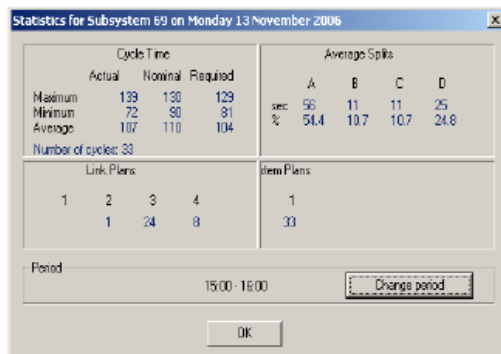 Statistics for Subsystem 69 on Monday 13 November 2006
Cycle Time
Actual Nominal Required
Maximum 139 130 129
Minimum 72 90 81
Average 107 110 104
Number of cycles: 33
Average Splits
A B C D
sec 56 11 11 25
% 54.4 10.7 10.7 24.8
Link Plans
1 2 3 4
1 24 8
tem Plans
1
33
Period
15:00 - 16:00
Change period
OK